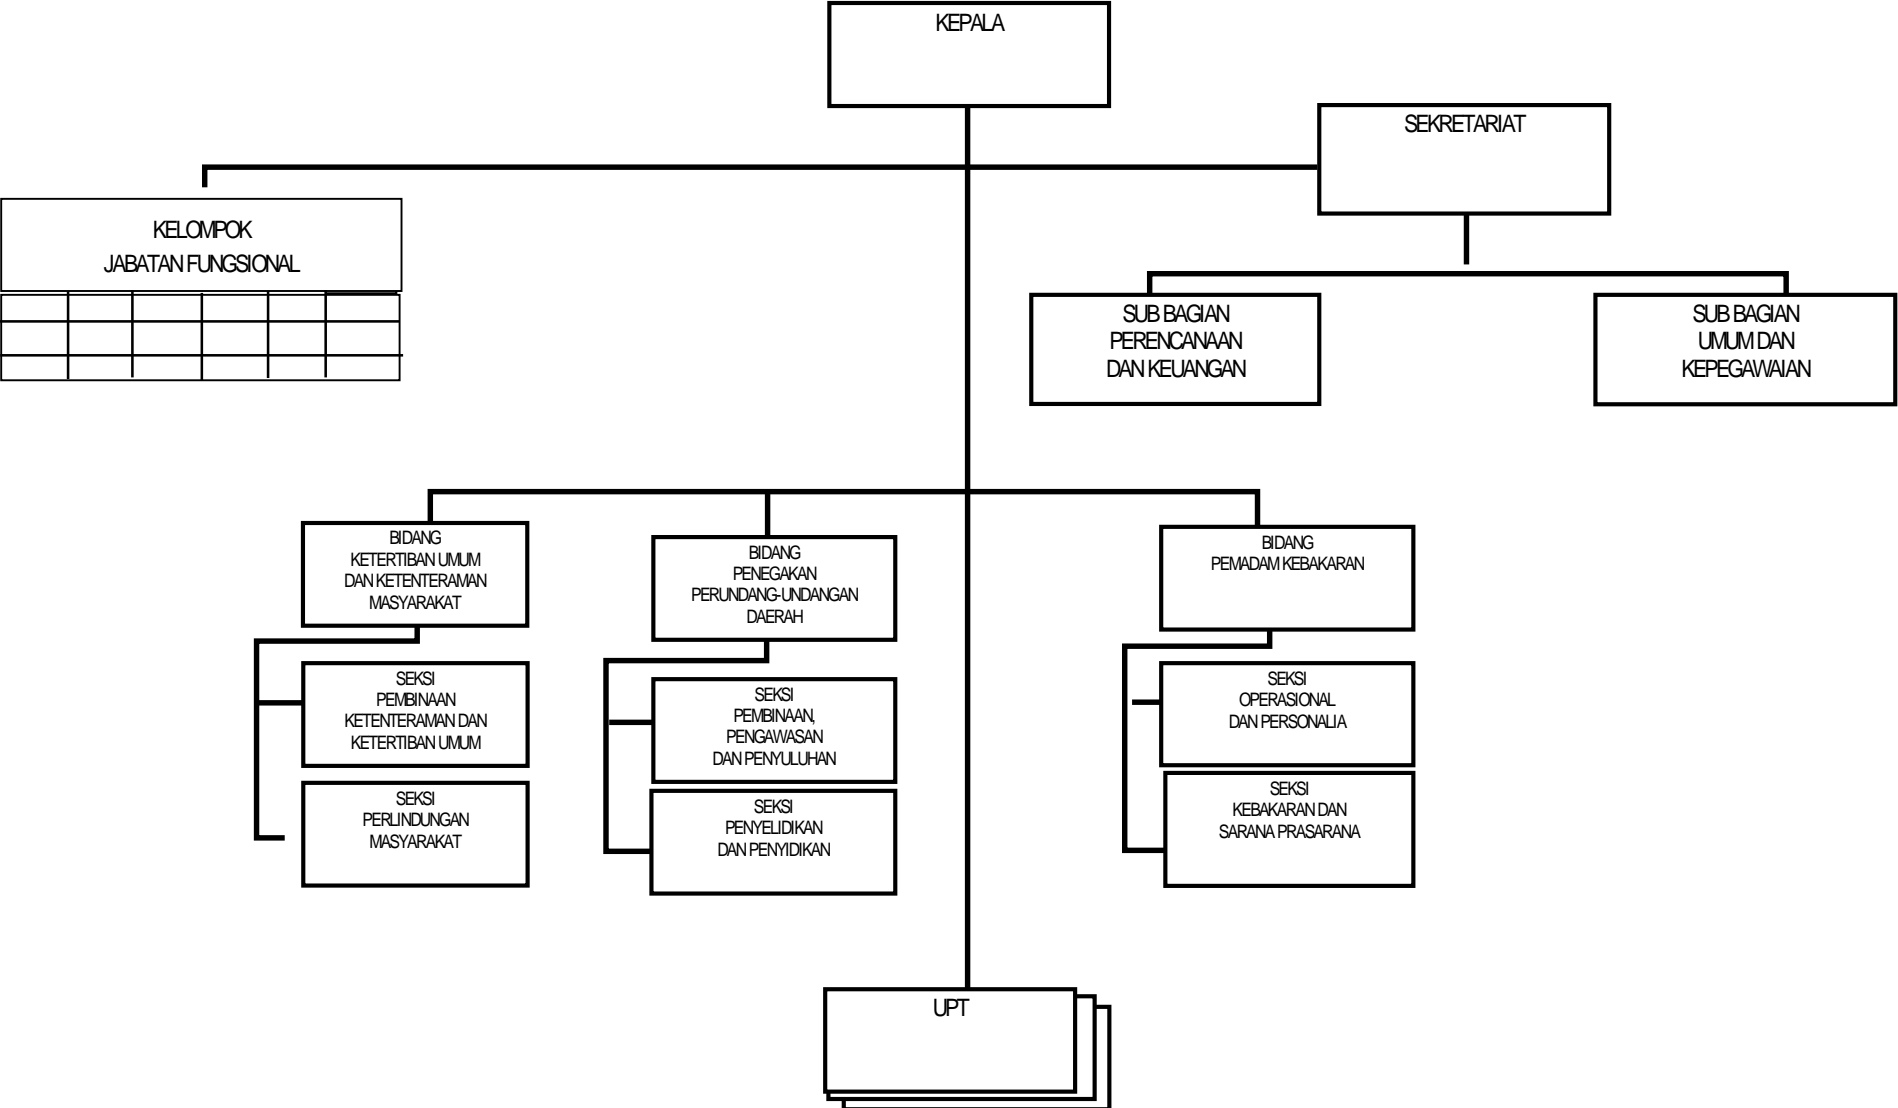 KEPALA
SEKRETARIAT
KELOMPOK
JABATAN FUNGSIONAL
SUB BAGIAN
PERENCANAAN
DAN KEUANGAN
SUB BAGIAN
UMUM DAN
KEPEGAWAIAN
BIDANG
KETERTIBAN UMUM
DAN KETENTERAMAN
MASYARAKAT
BIDANG
PENEGAKAN
PERUNDANG-UNDANGAN
DAERAH
BIDANG
PEMADAM KEBAKARAN
SEKSI
PEMBINAAN
KETENTERAMAN DAN
KETERTIBAN UMUM
SEKSI
PEMBINAAN,
PENGAWASAN
DAN PENYULUHAN
SEKSI
OPERASIONAL
DAN PERSONALIA
SEKSI
PERLINDUNGAN
MASYARAKAT
SEKSI
PENYELIDIKAN
DAN PENYIDIKAN
SEKSI
KEBAKARAN DAN
SARANA PRASARANA
UPT